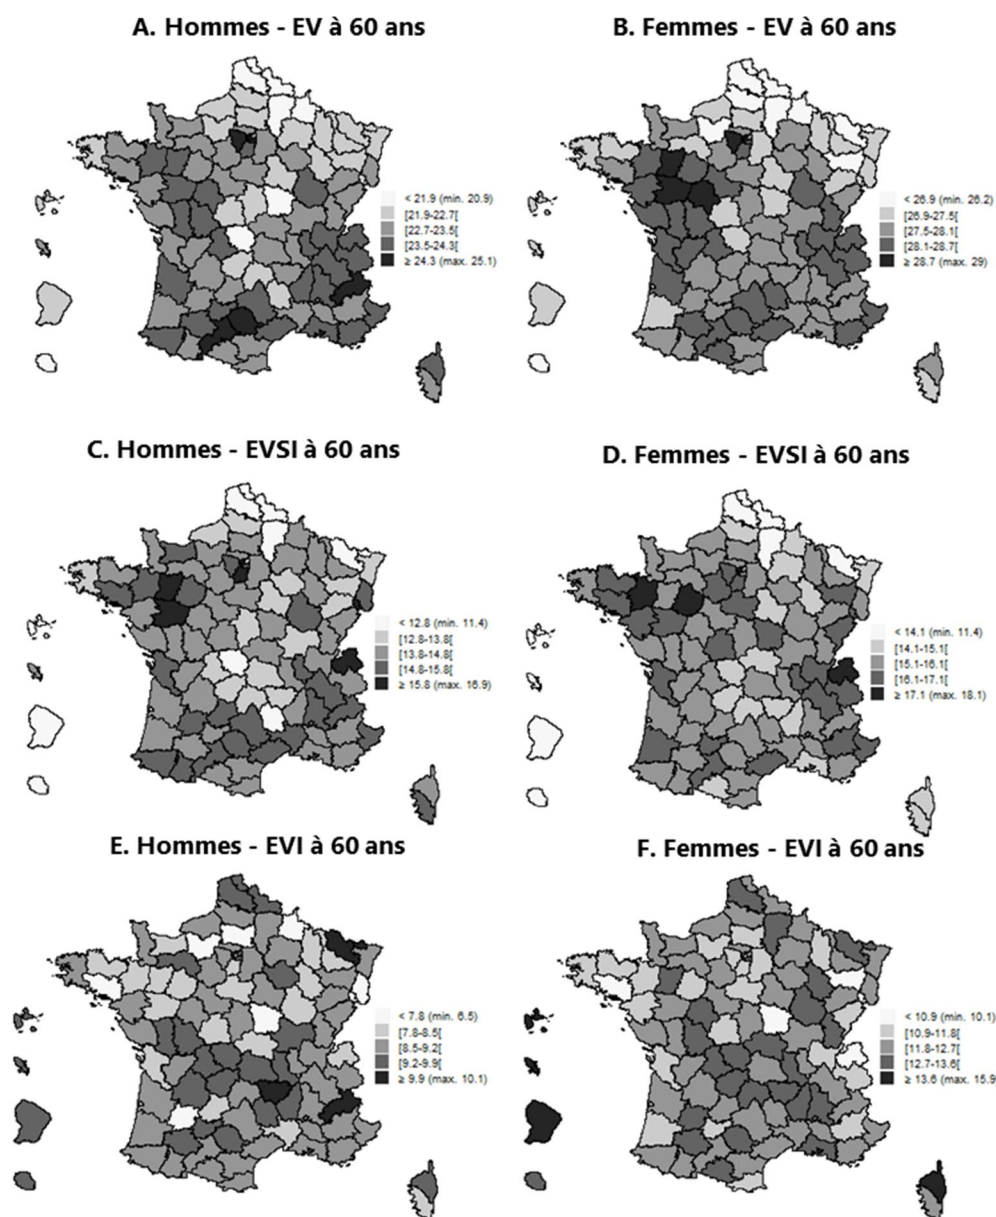 A. Hommes - EV à 60 ans
B. Femmes - EV à 60 ans
< 21.9 (min. 20.9)
[21.9-22.7[
[22.7-23.5[
[23.5-24.3[
≥ 24.3 (max. 25.1)
< 26.9 (min. 26.2)
[26.9-27.5[
[27.5-28.1[
[28.1-28.7[
≥ 28.7 (max. 29)
C. Hommes - EVSI à 60 ans
D. Femmes - EVSI à 60 ans
< 12.8 (min. 11.4)
[12.8-13.8[
[13.8-14.8[
[14.8-15.8[
≥ 15.8 (max. 16.9)
< 14.1 (min. 11.4)
[14.1-15.1[
[15.1-16.1[
[16.1-17.1[
≥ 17.1 (max. 18.1)
E. Hommes - EVI à 60 ans
F. Femmes - EVI à 60 ans
< 7.8 (min. 6.5)
[7.8-8.5[
[8.5-9.2[
[9.2-9.9[
≥ 9.9 (max. 10.1)
< 10.9 (min. 10.1)
[10.9-11.8[
[11.8-12.7[
[12.7-13.6[
≥ 13.6 (max. 15.9